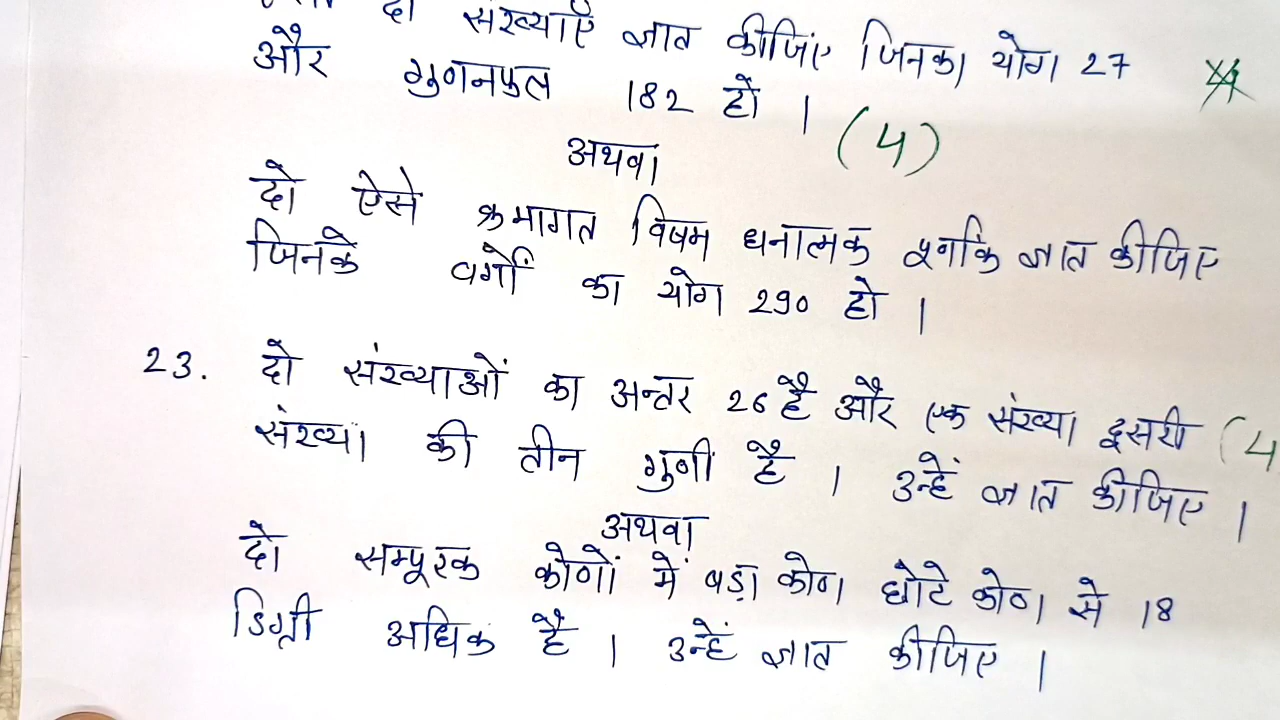 दो संख्याएँ ज्ञात कीजिए जिनका योग 27
और गुणनफल 182 हो ।
(4)
अथवा
दो ऐसे क्रमागत विषम धनात्मक पूर्णांक ज्ञात कीजिए
जिनके वर्गों का योग 290 हो ।
23. दो संख्याओं का अन्तर 26 है और एक संख्या दूसरी (4
संख्या की तीन गुणी है । उन्हें ज्ञात कीजिए ।
अथवा
दो सम्पूरक कोणों में बड़ा कोण छोटे कोण से 18
डिग्री अधिक है । उन्हें ज्ञात कीजिए ।